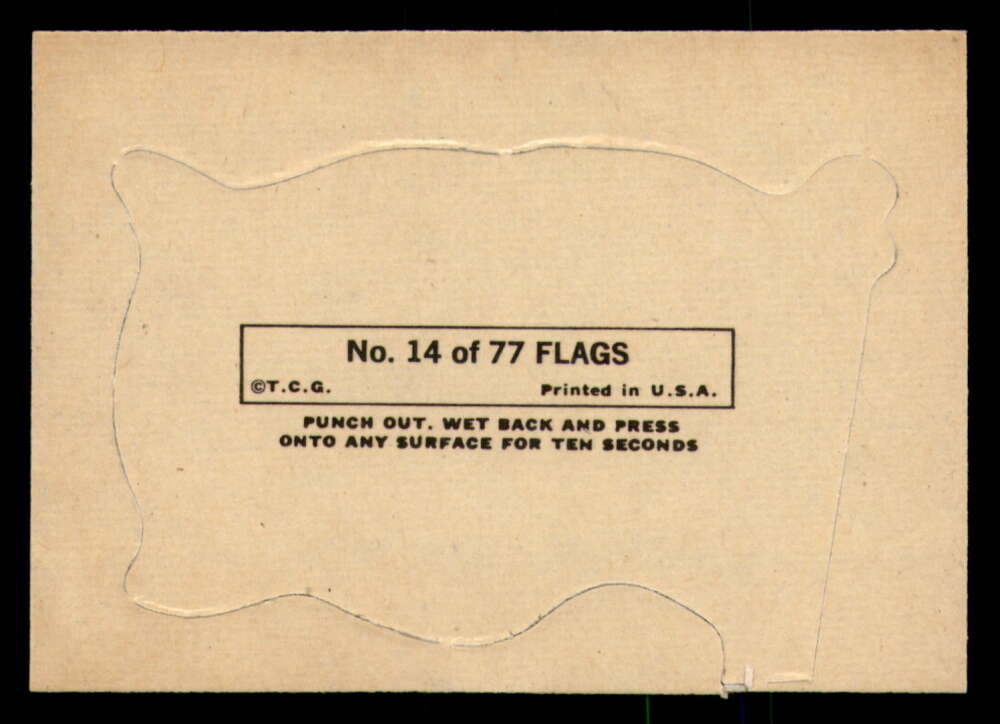 No. 14 of 77 FLAGS
©T.C.G. Printed in U.S.A.
PUNCH OUT. WET BACK AND PRESS
ONTO ANY SURFACE FOR TEN SECONDS